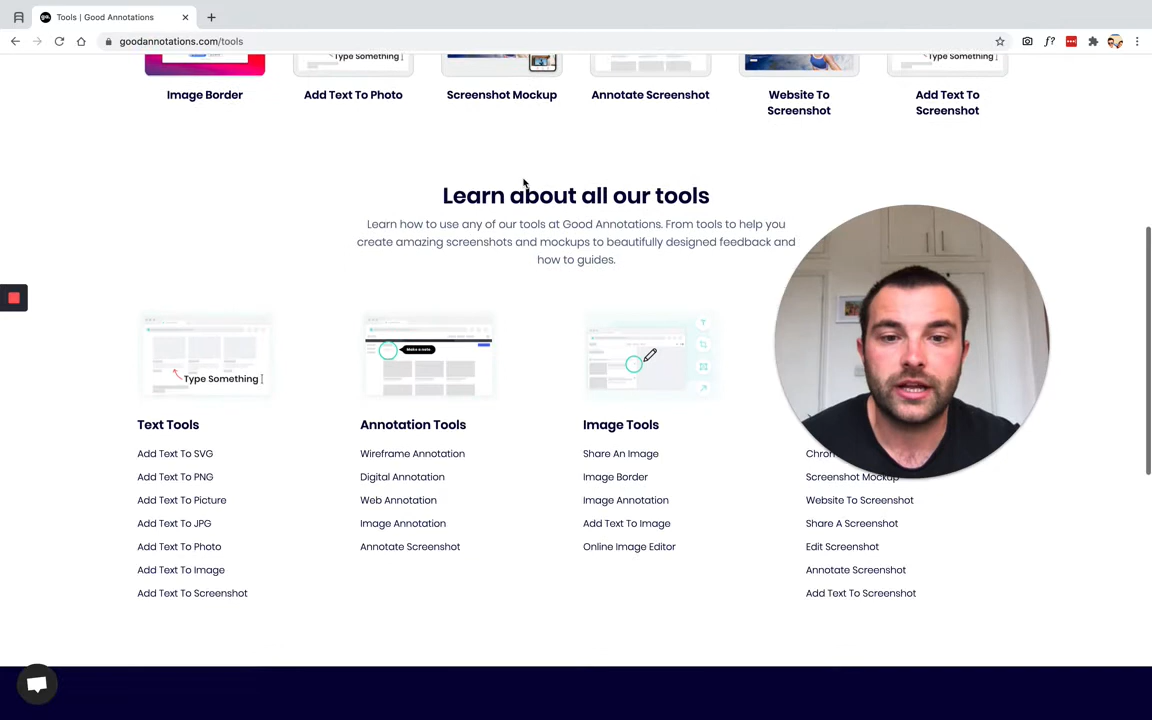 Tools | Good Annotations
goodannotations.com/tools
Type Something
Type Something
Image Border
Add Text To Photo
Screenshot Mockup
Annotate Screenshot
Website To
Screenshot
Add Text To
Screenshot
Learn about all our tools
Learn how to use any of our tools at Good Annotations. From tools to help you
create amazing screenshots and mockups to beautifully designed feedback and
how to guides.
Type Something
Make a note
T
Text Tools
Add Text To SVG
Add Text To PNG
Add Text To Picture
Add Text To JPG
Add Text To Photo
Add Text To Image
Add Text To Screenshot
Annotation Tools
Wireframe Annotation
Digital Annotation
Web Annotation
Image Annotation
Annotate Screenshot
Image Tools
Share An Image
Image Border
Image Annotation
Add Text To Image
Online Image Editor
Screenshot Mockup
Website To Screenshot
Share A Screenshot
Edit Screenshot
Annotate Screenshot
Add Text To Screenshot